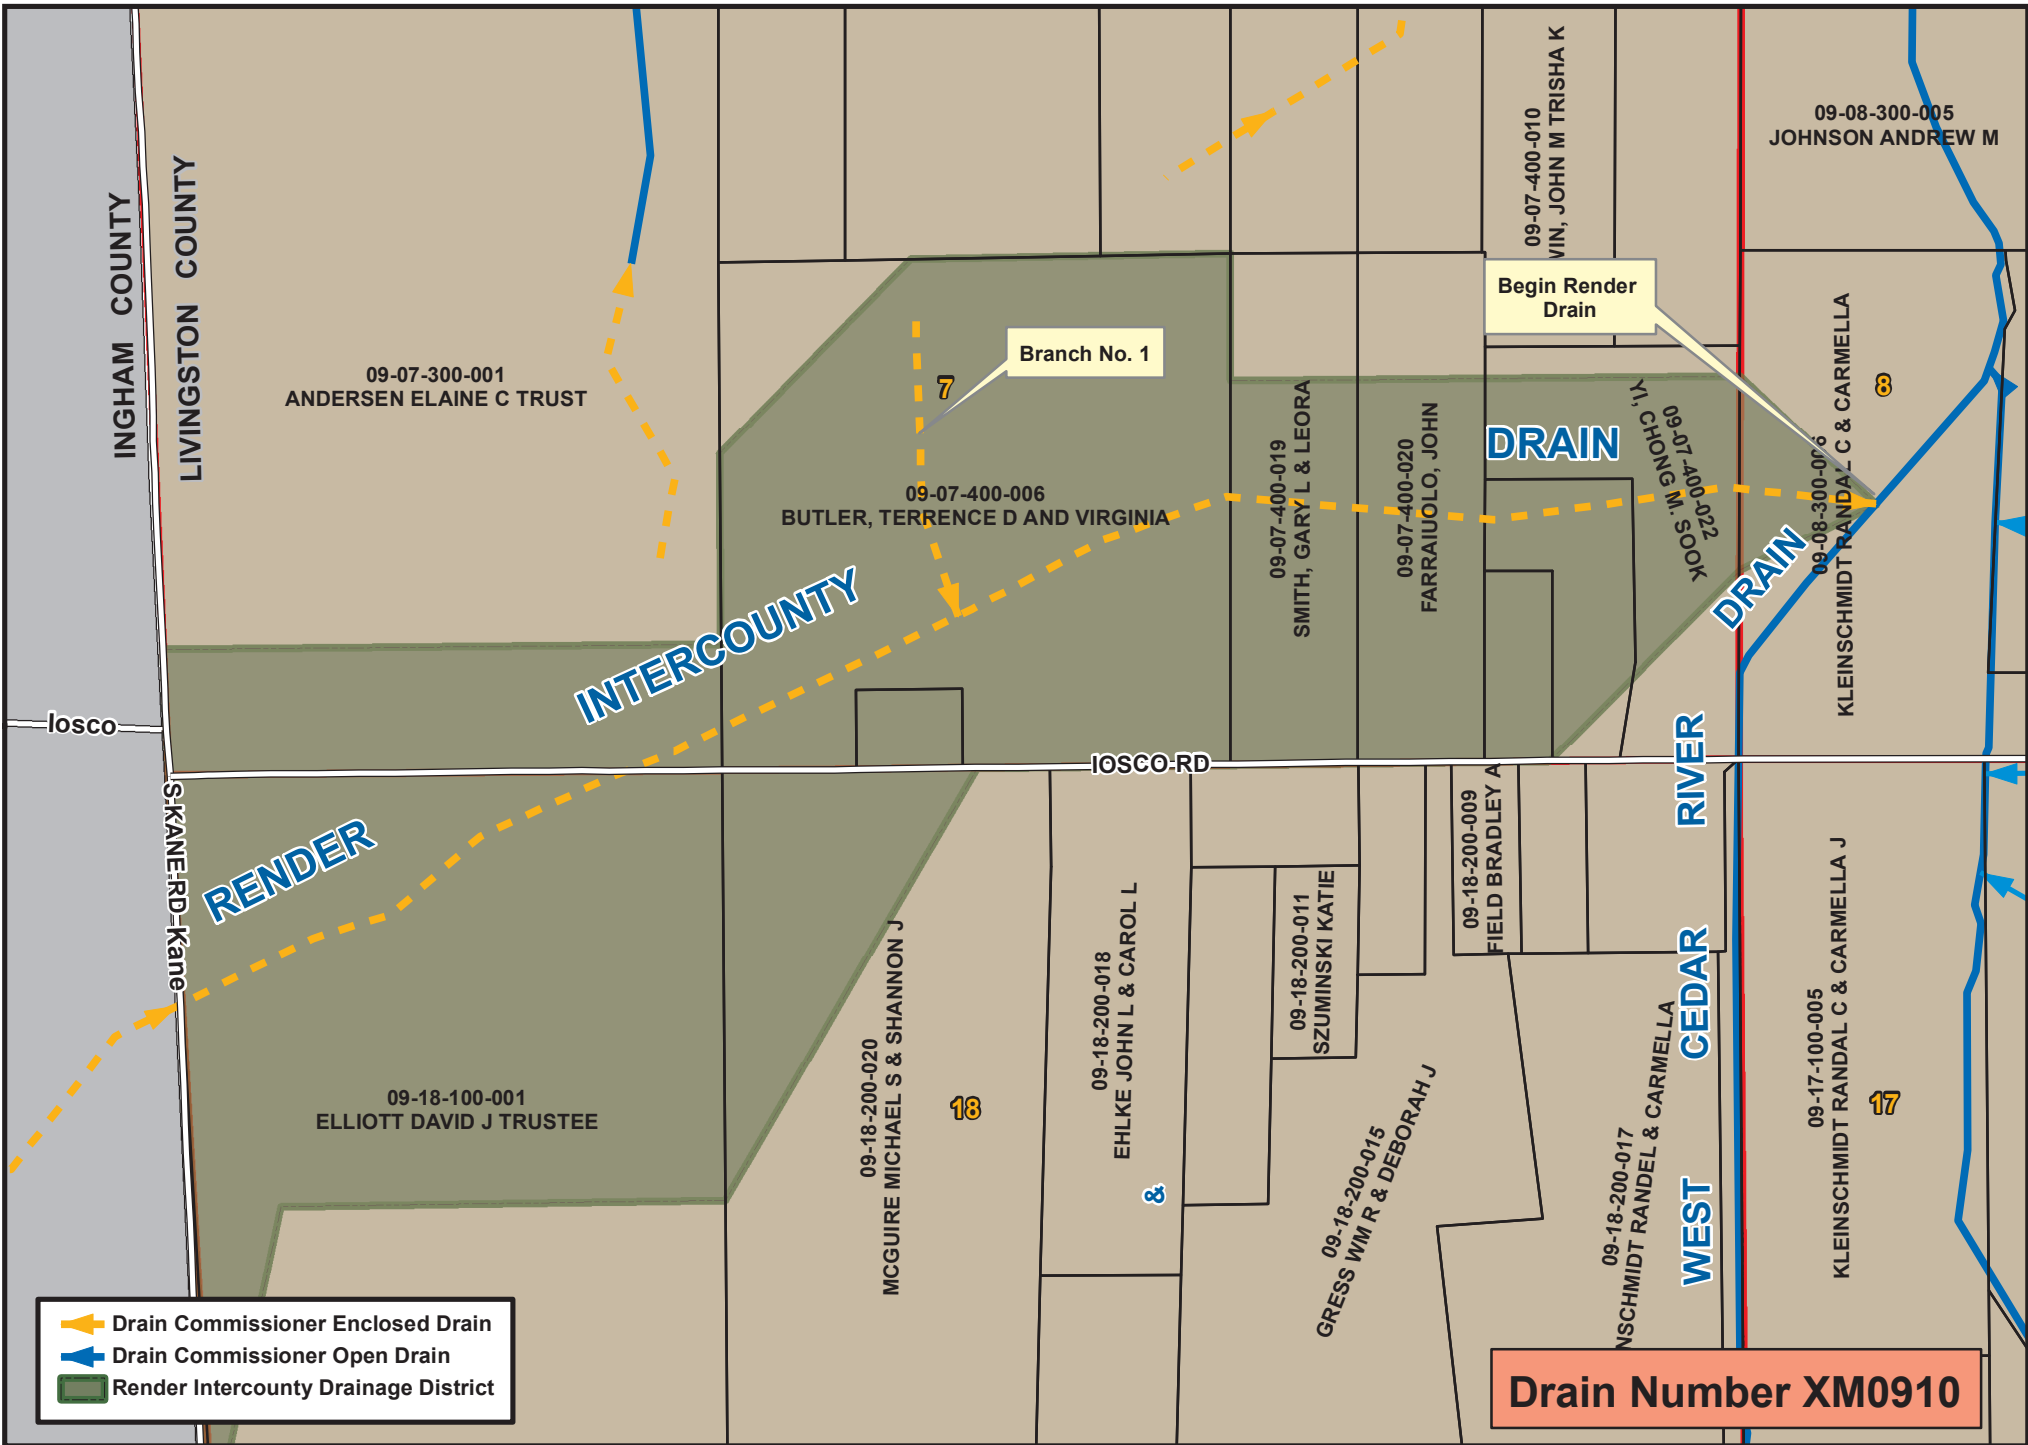 INGHAM COUNTY
LIVINGSTON COUNTY
09-07-300-001
ANDERSEN ELAINE C TRUST
09-07-400-010
WIN, JOHN M TRISHA K
09-08-300-005
JOHNSON ANDREW M
Begin Render
Drain
Branch No. 1
7
8
09-07-400-006
BUTLER, TERRENCE D AND VIRGINIA
09-07-400-019
SMITH, GARY L & LEORA
09-07-400-020
FARRAIUOLO, JOHN
09-07-400-022
YI, CHONG M. SOOK
09-08-300-006
KLEINSCHMIDT RANDAL C & CARMELLA
RENDER
INTERCOUNTY
DRAIN
DRAIN
Iosco
IOSCO RD
S KANE RD Kane
09-18-100-001
ELLIOTT DAVID J TRUSTEE
09-18-200-020
MCGUIRE MICHAEL S & SHANNON J
18
09-18-200-018
EHLKE JOHN L & CAROL L
&
09-18-200-011
SZUMINSKI KATIE
09-18-200-009
FIELD BRADLEY A
09-18-200-015
GRESS WM R & DEBORAH J
09-18-200-017
NSCHMIDT RANDEL & CARMELLA
WEST CEDAR RIVER
09-17-100-005
KLEINSCHMIDT RANDAL C & CARMELLA J
17
Drain Commissioner Enclosed Drain
Drain Commissioner Open Drain
Render Intercounty Drainage District
Drain Number XM0910